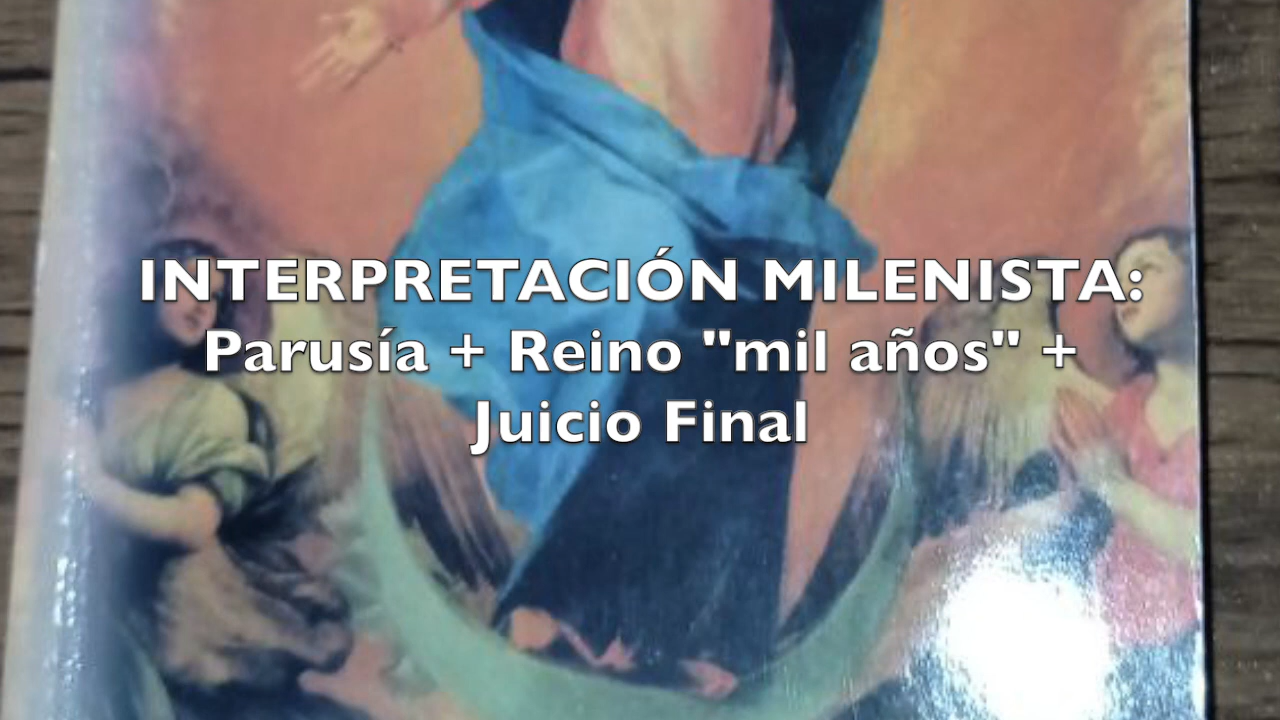 INTERPRETACIÓN MILENISTA:
Parusía + Reino "mil años" +
Juicio Final